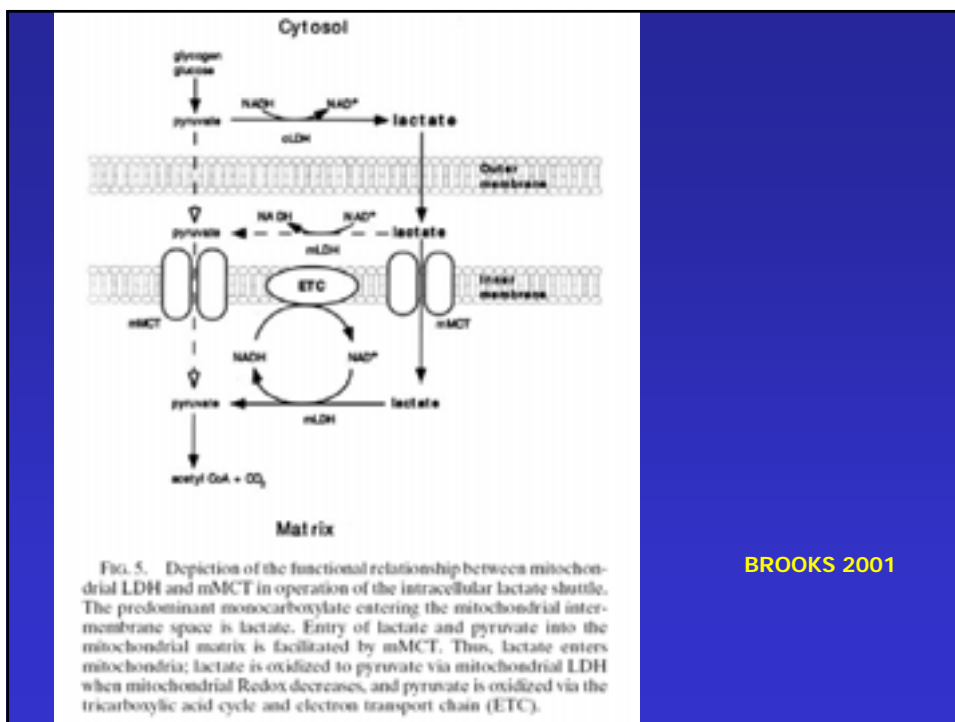 Cytosol
glycogen
glucose
NADH NAD⁺
pyruvate lactate
cLDH
Outer
membrane
NADH NAD⁺
pyruvate lactate
mLDH
ETC
Inner
membrane
mMCT mMCT
NADH NAD⁺
pyruvate lactate
mLDH
acetyl CoA + CO₂
Matrix
BROOKS 2001
FIG. 5. Depiction of the functional relationship between mitochon-
drial LDH and mMCT in operation of the intracellular lactate shuttle.
The predominant monocarboxylate entering the mitochondrial inter-
membrane space is lactate. Entry of lactate and pyruvate into the
mitochondrial matrix is facilitated by mMCT. Thus, lactate enters
mitochondria; lactate is oxidized to pyruvate via mitochondrial LDH
when mitochondrial Redox decreases, and pyruvate is oxidized via the
tricarboxylic acid cycle and electron transport chain (ETC).